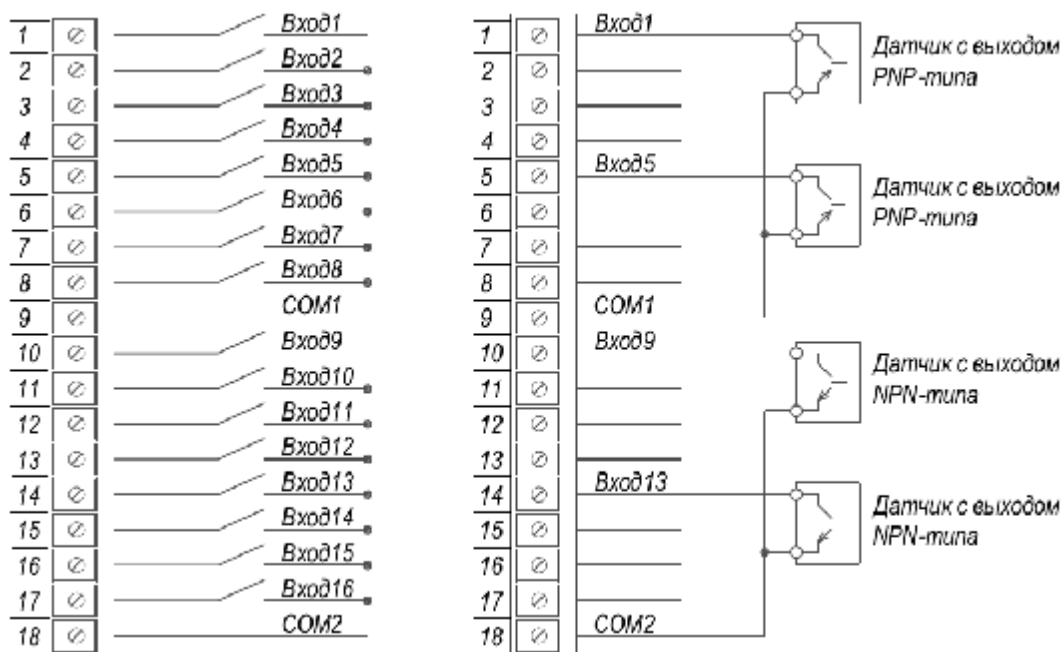 1 Вход1
2 Вход2
3 Вход3
4 Вход4
5 Вход5
6 Вход6
7 Вход7
8 Вход8
9 COM1
10 Вход9
11 Вход10
12 Вход11
13 Вход12
14 Вход13
15 Вход14
16 Вход15
17 Вход16
18 COM2
1 Вход1
2
3
4
5 Вход5
6
7
8
9 COM1
10 Вход9
11
12
13
14 Вход13
15
16
17
18 COM2
Датчик с выходом
PNP-типа
Датчик с выходом
PNP-типа
Датчик с выходом
NPN-типа
Датчик с выходом
NPN-типа